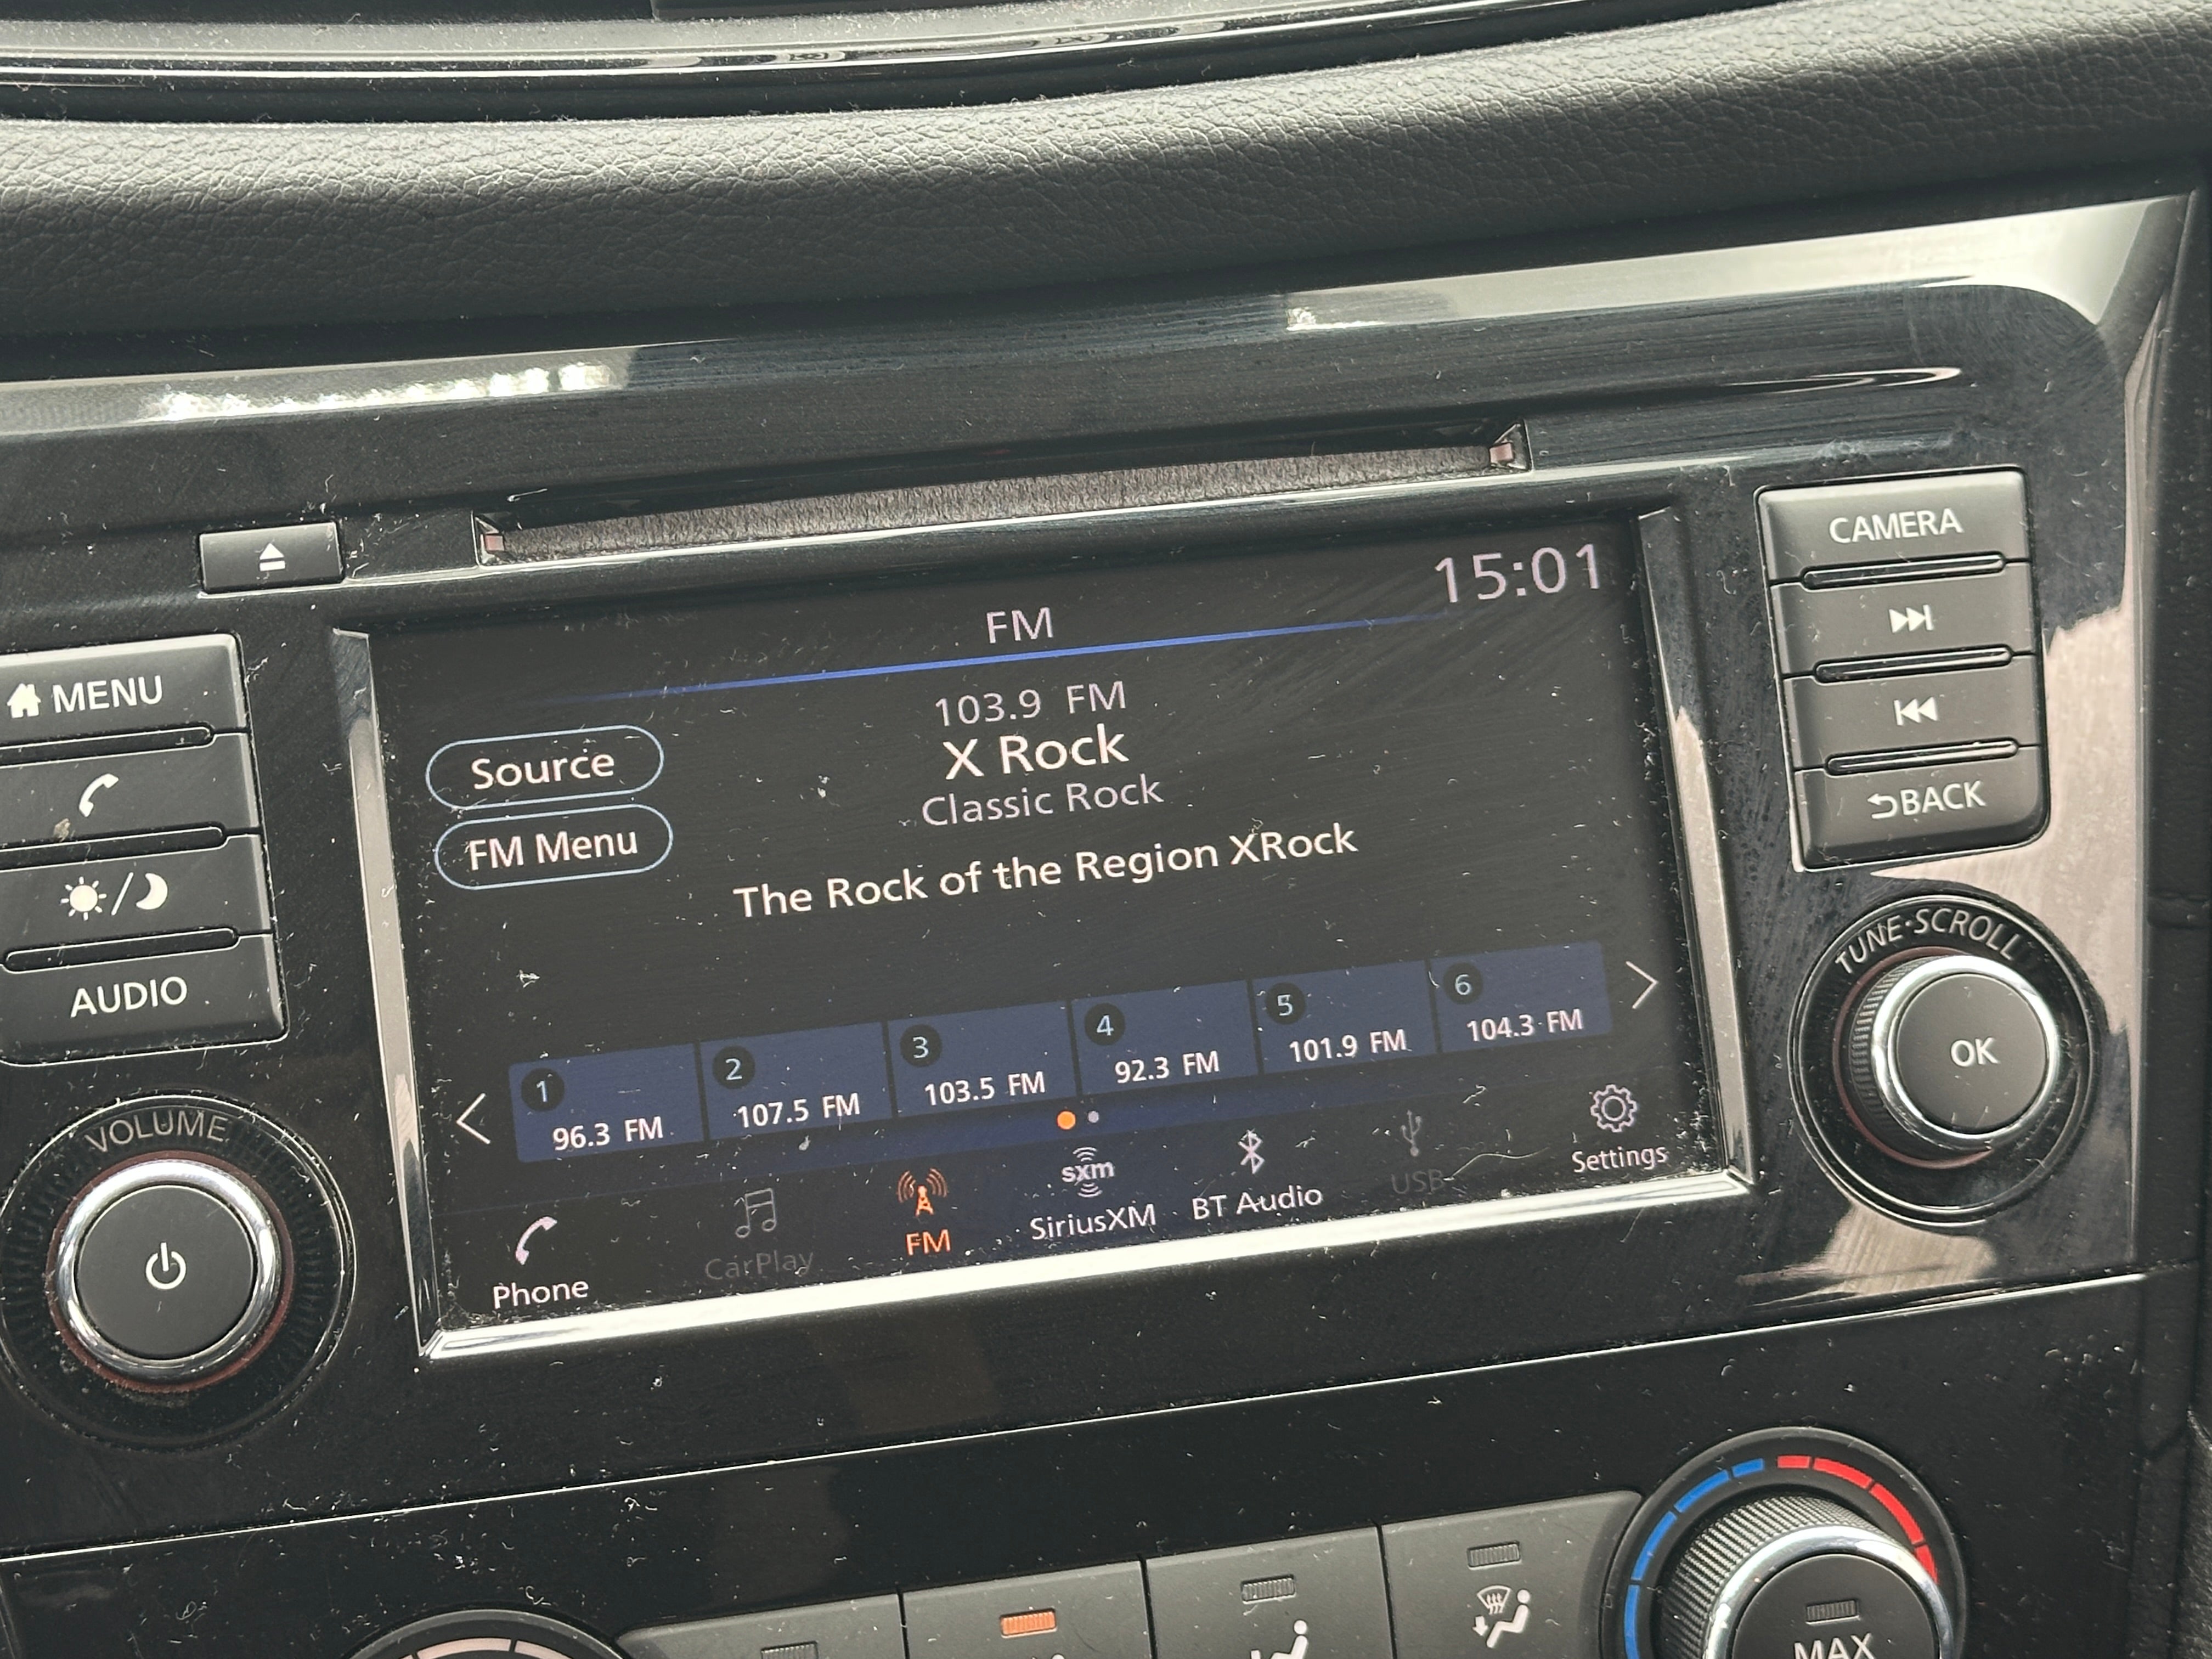 15:01
FM
103.9 FM
X Rock
Classic Rock
The Rock of the Region XRock
Source
FM Menu
1
96.3 FM
2
107.5 FM
3
103.5 FM
4
92.3 FM
5
101.9 FM
6
104.3 FM
Phone
CarPlay
FM
sxm
SiriusXM
BT Audio
USB
Settings
MENU
AUDIO
VOLUME
CAMERA
BACK
TUNE·SCROLL
OK
MAX